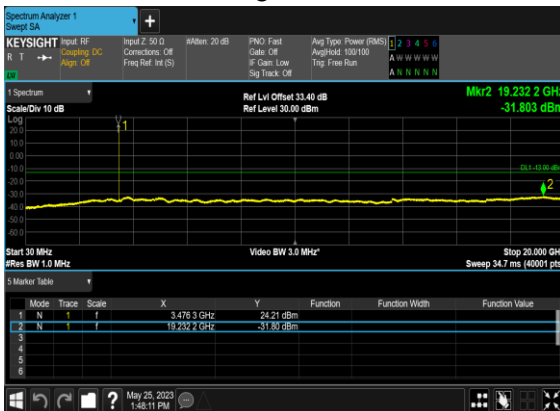 Spectrum Analyzer 1
Swept SA
+
KEYSIGHT Input: RF Input Z: 50 Ω #Atten: 20 dB PNO: Fast Avg Type: Power (RMS) 1 2 3 4 5 6
R T Coupling: DC Corrections: Off Gate: Off Avg|Hold: 100/100 A W W W W W
Align: Off Freq Ref: Int (S) IF Gain: Low Trig: Free Run
LV Sig Track: Off A N N N N N
1 Spectrum Ref Lvl Offset 33.40 dB Mkr2 19.232 2 GHz
Scale/Div 10 dB Ref Level 30.00 dBm -31.803 dBm
Log
20.0
10.0
0.00
-10.0
-20.0
-30.0
-40.0
-50.0
-60.0
1
DL1 -13.00 dBm
2
Start 30 MHz Video BW 3.0 MHz* Stop 20.000 GH
#Res BW 1.0 MHz Sweep 34.7 ms (40001 pts
5 Marker Table
Mode Trace Scale X Y Function Function Width Function Value
1 N 1 f 3.476 3 GHz 24.21 dBm
2 N 1 f 19.232 2 GHz -31.80 dBm
3
4
5
6
? May 25, 2023
1:48:11 PM